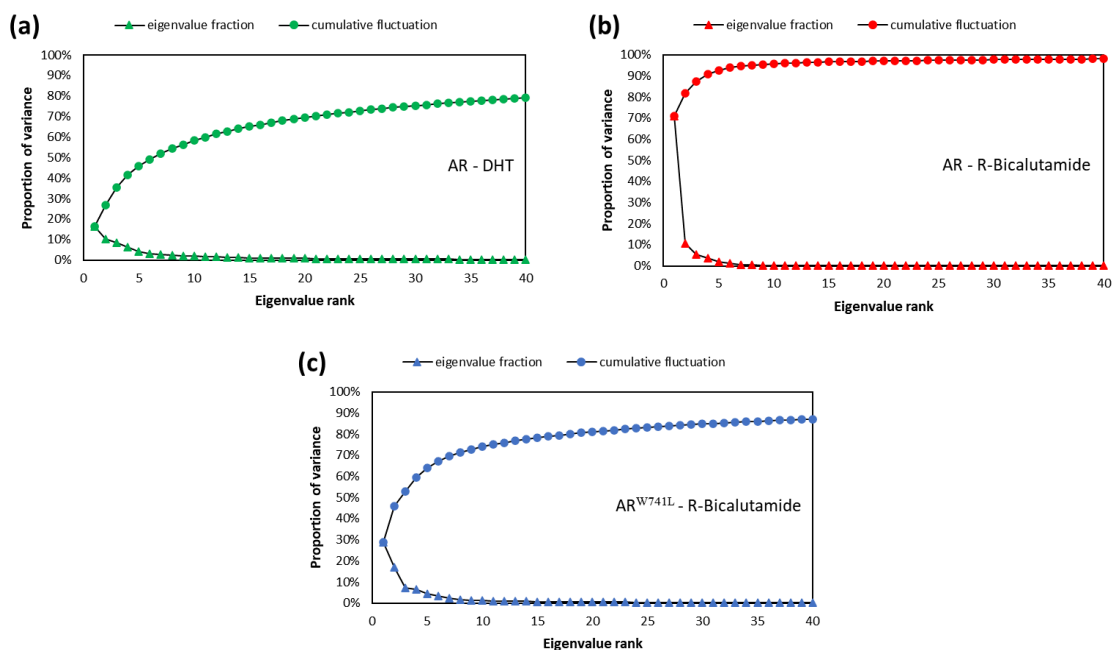 (a)
eigenvalue fraction cumulative fluctuation
100%
90%
80%
70%
60%
50%
40%
30%
20%
10%
0%
Proportion of variance
AR - DHT
0 5 10 15 20 25 30 35 40
Eigenvalue rank
(b)
eigenvalue fraction cumulative fluctuation
100%
90%
80%
70%
60%
50%
40%
30%
20%
10%
0%
Proportion of variance
AR - R-Bicalutamide
0 5 10 15 20 25 30 35 40
Eigenvalue rank
(c)
eigenvalue fraction cumulative fluctuation
100%
90%
80%
70%
60%
50%
40%
30%
20%
10%
0%
Proportion of variance
AR^W741L - R-Bicalutamide
0 5 10 15 20 25 30 35 40
Eigenvalue rank